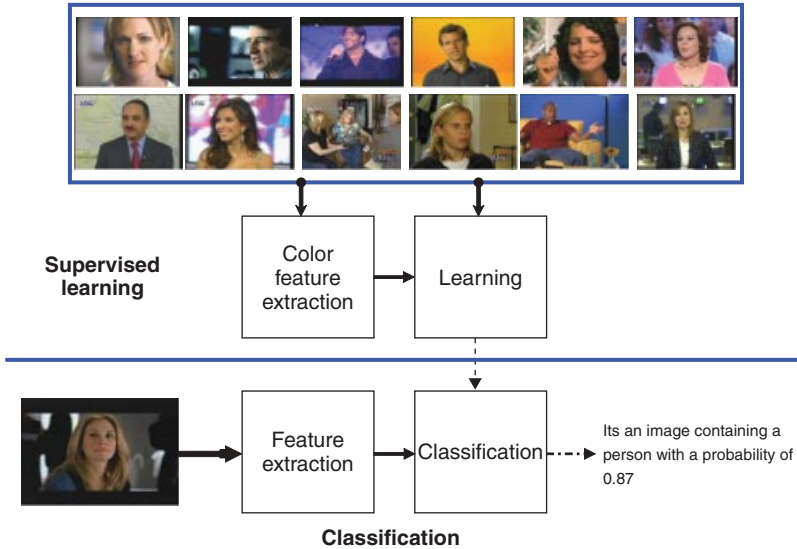 Supervised
learning
Color
feature
extraction
Learning
Feature
extraction
Classification
Its an image containing a
person with a probability of
0.87
Classification